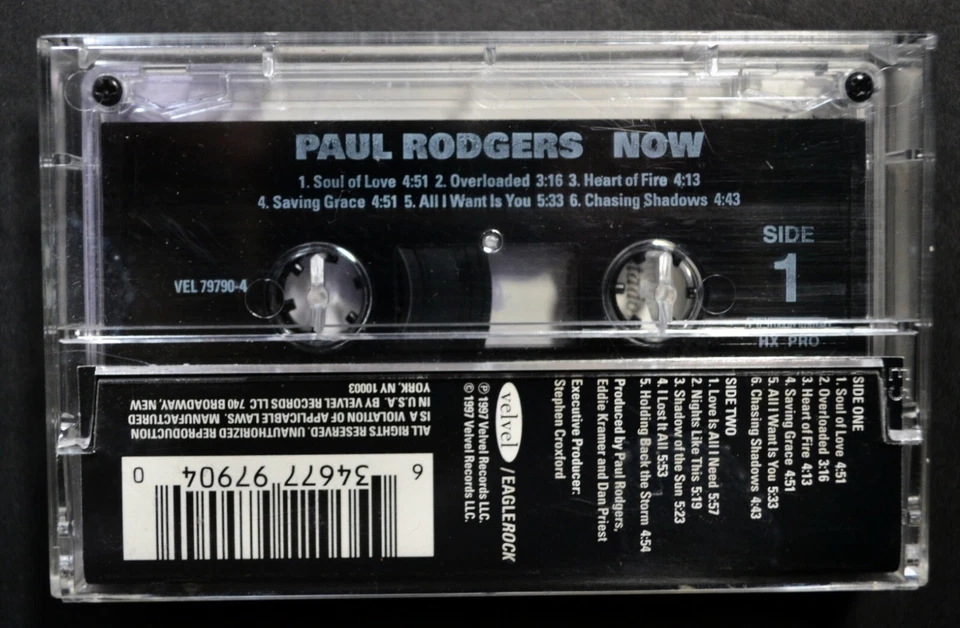 PAUL RODGERS NOW
1. Soul of Love 4:51 2. Overloaded 3:16 3. Heart of Fire 4:13
4. Saving Grace 4:51 5. All I Want Is You 5:33 6. Chasing Shadows 4:43
SIDE
1
VEL 79790-4
HX PRO
SIDE ONE
1. Soul of Love 4:51
2. Overloaded 3:16
3. Heart of Fire 4:13
4. Saving Grace 4:51
5. All I Want Is You 5:33
6. Chasing Shadows 4:43
SIDE TWO
1. Love Is All I Need 5:57
2. Nights Like This 5:19
3. Shadow of the Sun 5:23
4. I Lost It All 5:53
5. Holding Back the Storm 4:54
Produced by Paul Rodgers,
Eddie Kramer and Dan Priest
Executive Producer:
Stephen Croxford
velvel / EAGLE ROCK
℗ 1997 Velvel Records LLC.
© 1997 Velvel Records LLC.
ALL RIGHTS RESERVED. UNAUTHORIZED REPRODUCTION
IS A VIOLATION OF APPLICABLE LAWS. MANUFACTURED
IN U.S.A. BY VELVEL RECORDS LLC 740 BROADWAY, NEW
YORK, NY 10003
6 34677 97904 0